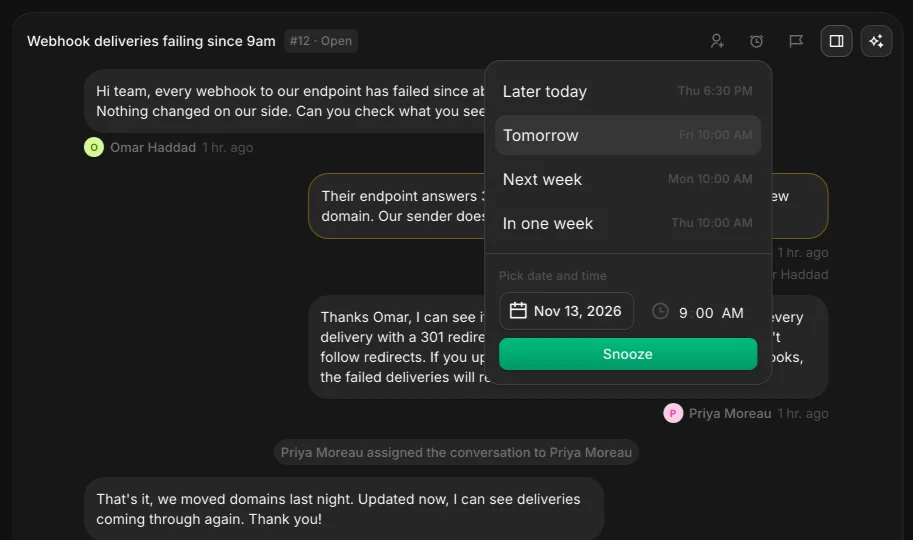 Webhook deliveries failing since 9am #12 · Open
Hi team, every webhook to our endpoint has failed since
Nothing changed on our side. Can you check what you see
O Omar Haddad 1 hr. ago
Their endpoint answers
domain. Our sender
1 hr. ago
Haddad
Thanks Omar, I can see
delivery with a 301
follow redirects. If you
the failed deliveries will
P Priya Moreau 1 hr. ago
Priya Moreau assigned the conversation to Priya Moreau
That's it, we moved domains last night. Updated now, I can see deliveries
coming through again. Thank you!
Later today Thu 6:30 PM
Tomorrow Fri 10:00 AM
Next week Mon 10:00 AM
In one week Thu 10:00 AM
Pick date and time
Nov 13, 2026 9 00 AM
Snooze